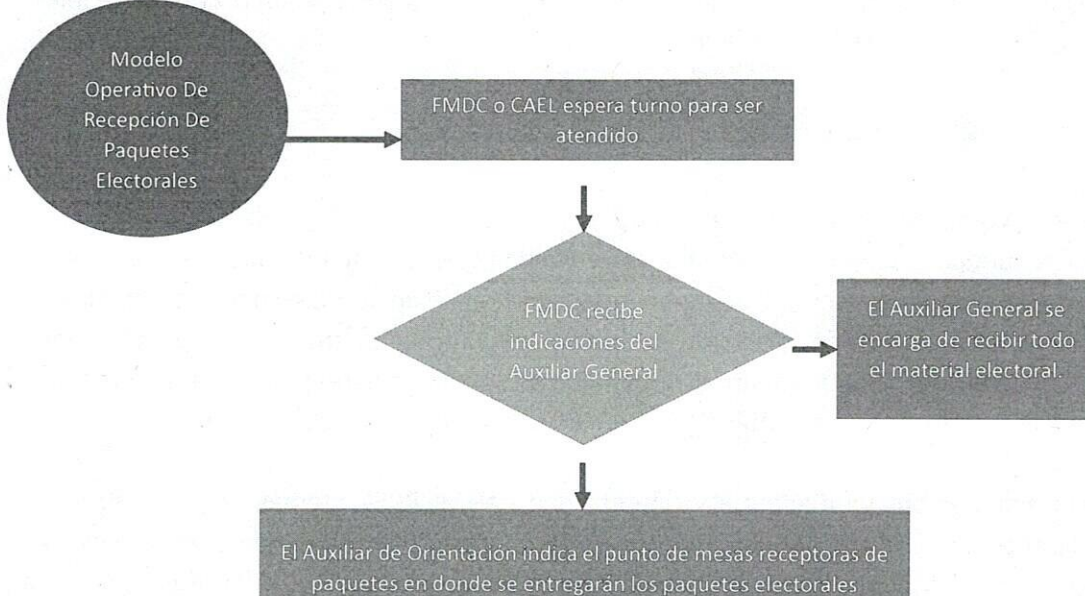 Modelo
Operativo De
Recepción De
Paquetes
Electorales
FMDC o CAEL espera turno para ser
atendido
FMDC recibe
indicaciones del
Auxiliar General
El Auxiliar General se
encarga de recibir todo
el material electoral.
El Auxiliar de Orientación indica el punto de mesas receptoras de
paquetes en donde se entregarán los paquetes electorales